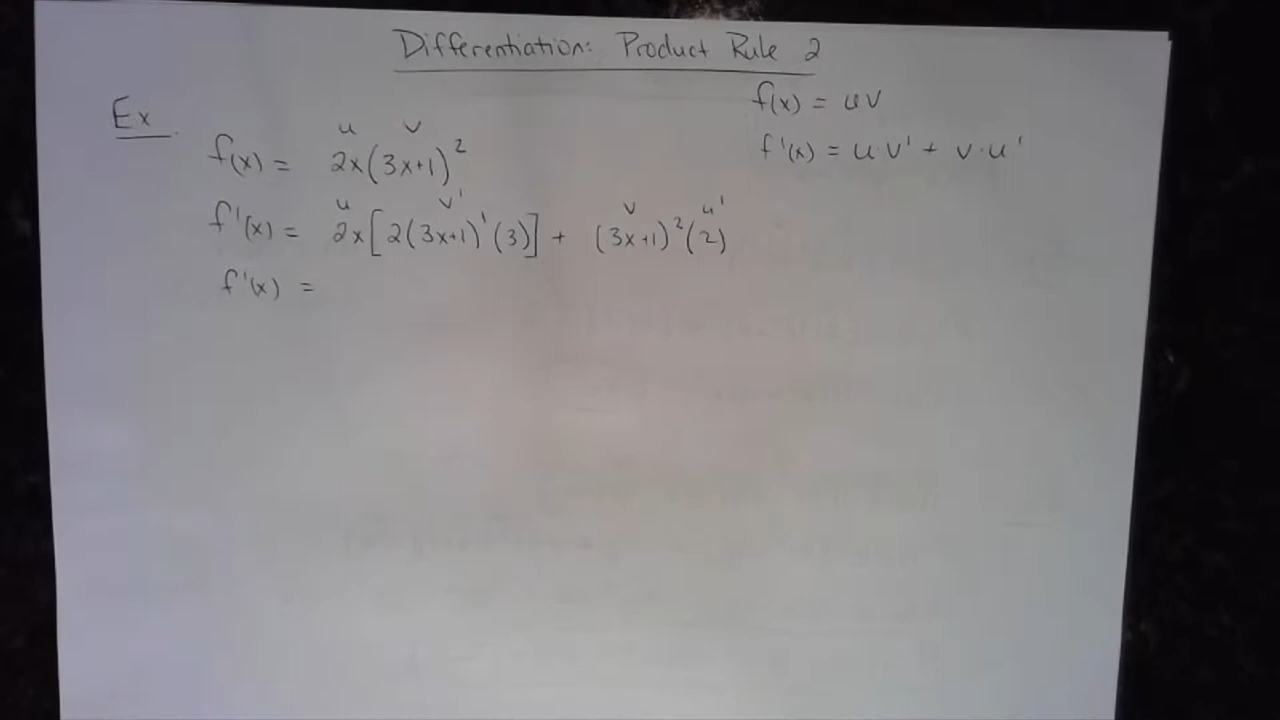 Differentiation: Product Rule 2
f(x) = uv
Ex.
u v
f(x) = 2x(3x+1)²
f'(x) = u·v' + v·u'
u v' v u'
f'(x) = 2x[2(3x+1)¹(3)] + (3x+1)²(2)
f'(x) =